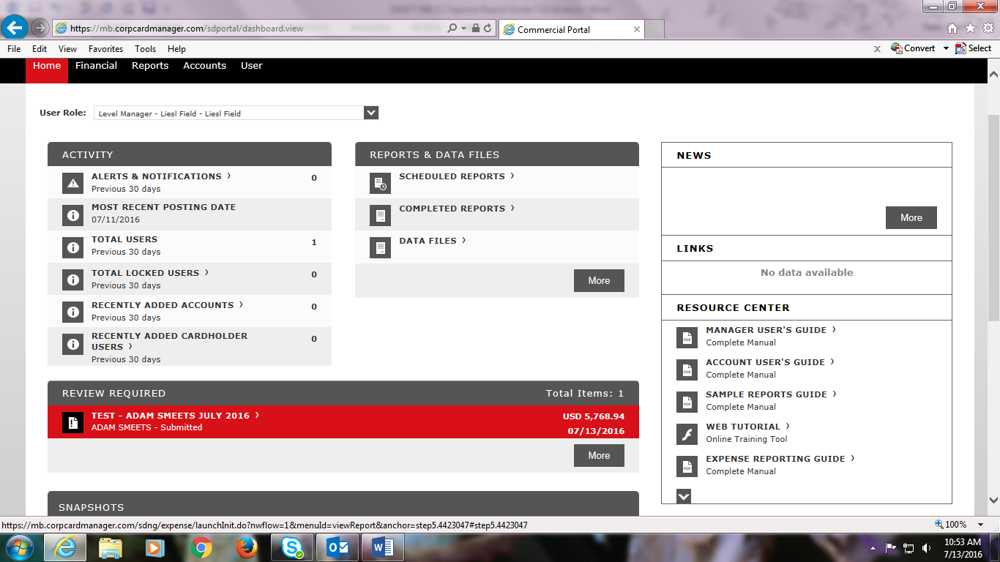 https://mb.corpcardmanager.com/sdportal/dashboard.view
Commercial Portal
File Edit View Favorites Tools Help
Convert Select
Home Financial Reports Accounts User
User Role: Level Manager - Liesl Field - Liesl Field
ACTIVITY
ALERTS & NOTIFICATIONS › 0
Previous 30 days
MOST RECENT POSTING DATE
07/11/2016
TOTAL USERS 1
Previous 30 days
TOTAL LOCKED USERS › 0
Previous 30 days
RECENTLY ADDED ACCOUNTS › 0
Previous 30 days
RECENTLY ADDED CARDHOLDER 0
USERS ›
Previous 30 days
REPORTS & DATA FILES
SCHEDULED REPORTS ›
COMPLETED REPORTS ›
DATA FILES ›
More
REVIEW REQUIRED Total Items: 1
TEST - ADAM SMEETS JULY 2016 › USD 5,768.94
ADAM SMEETS - Submitted 07/13/2016
More
SNAPSHOTS
NEWS
More
LINKS
No data available
RESOURCE CENTER
MANAGER USER'S GUIDE ›
Complete Manual
ACCOUNT USER'S GUIDE ›
Complete Manual
SAMPLE REPORTS GUIDE ›
Complete Manual
WEB TUTORIAL ›
Online Training Tool
EXPENSE REPORTING GUIDE ›
Complete Manual
https://mb.corpcardmanager.com/sdng/expense/launchInit.do?nwflow=1&menuId=viewReport&anchor=step5.4423047#step5.4423047
100%
10:53 AM
7/13/2016